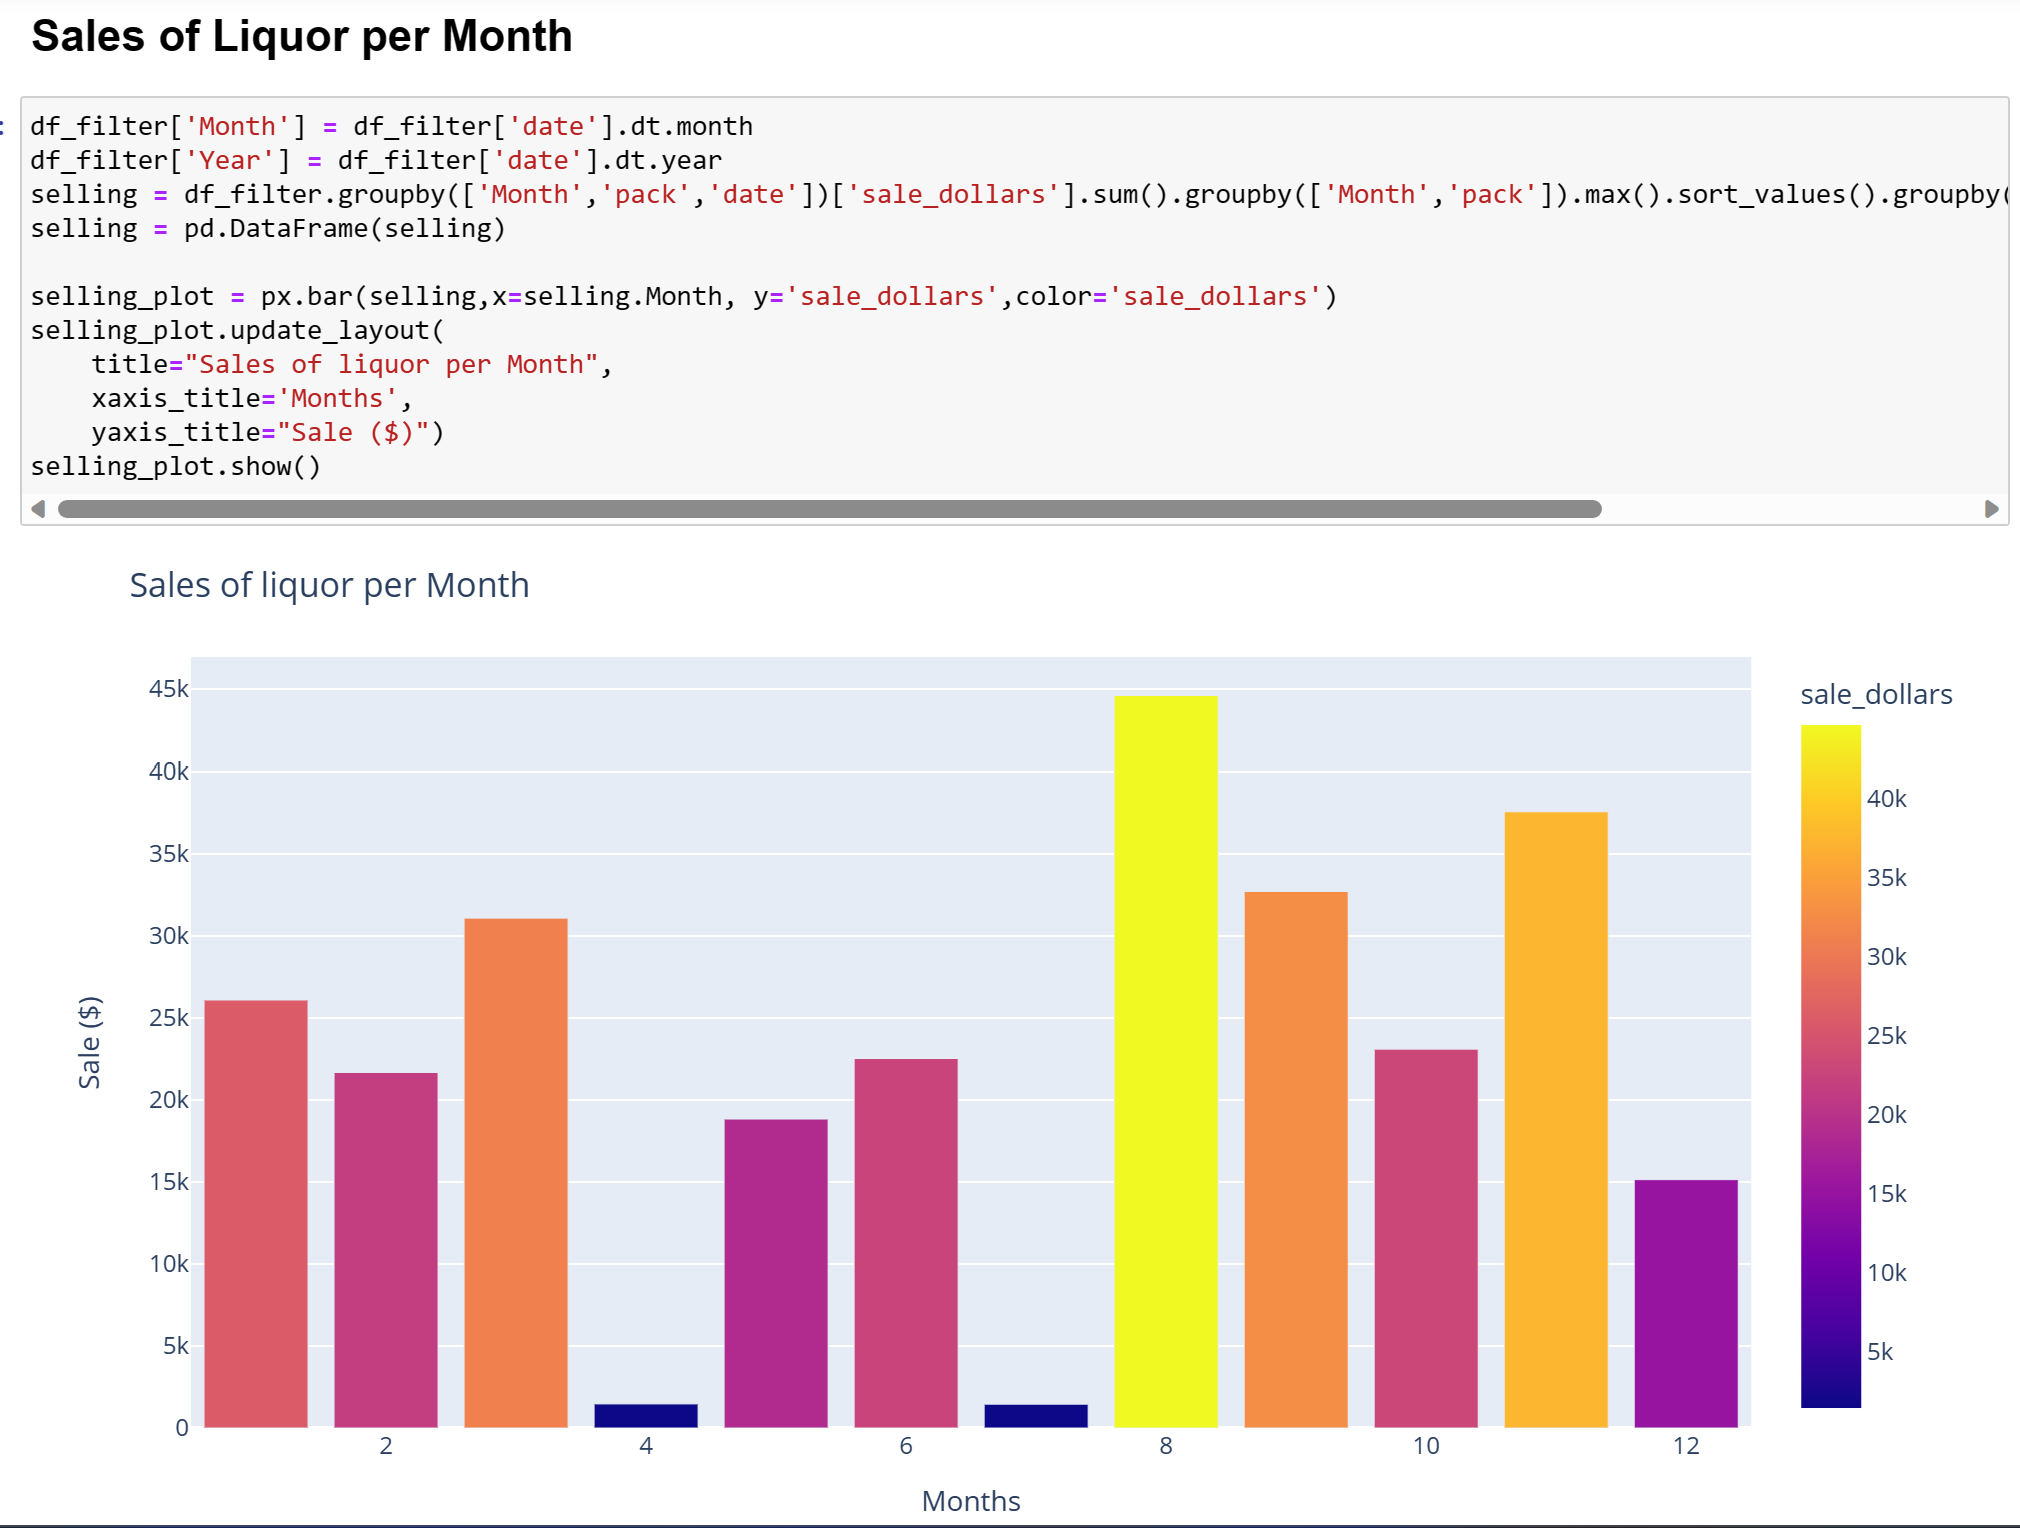 Sales of Liquor per Month
:
df_filter['Month'] = df_filter['date'].dt.month
df_filter['Year'] = df_filter['date'].dt.year
selling = df_filter.groupby(['Month','pack','date'])['sale_dollars'].sum().groupby(['Month','pack']).max().sort_values().groupby(
selling = pd.DataFrame(selling)
selling_plot = px.bar(selling,x=selling.Month, y='sale_dollars',color='sale_dollars')
selling_plot.update_layout(
    title="Sales of liquor per Month",
    xaxis_title='Months',
    yaxis_title="Sale ($)")
selling_plot.show()
Sales of liquor per Month
45k
40k
35k
30k
25k
20k
15k
10k
5k
0
Sale ($)
2
4
6
8
10
12
Months
sale_dollars
40k
35k
30k
25k
20k
15k
10k
5k